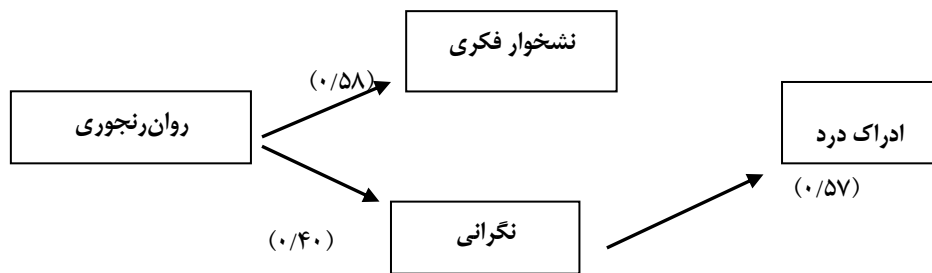 نشخوار فکری
(۰/۵۸)
روان‌رنجوری
ادراک درد
(۰/۵۷)
نگرانی
(۰/۴۰)